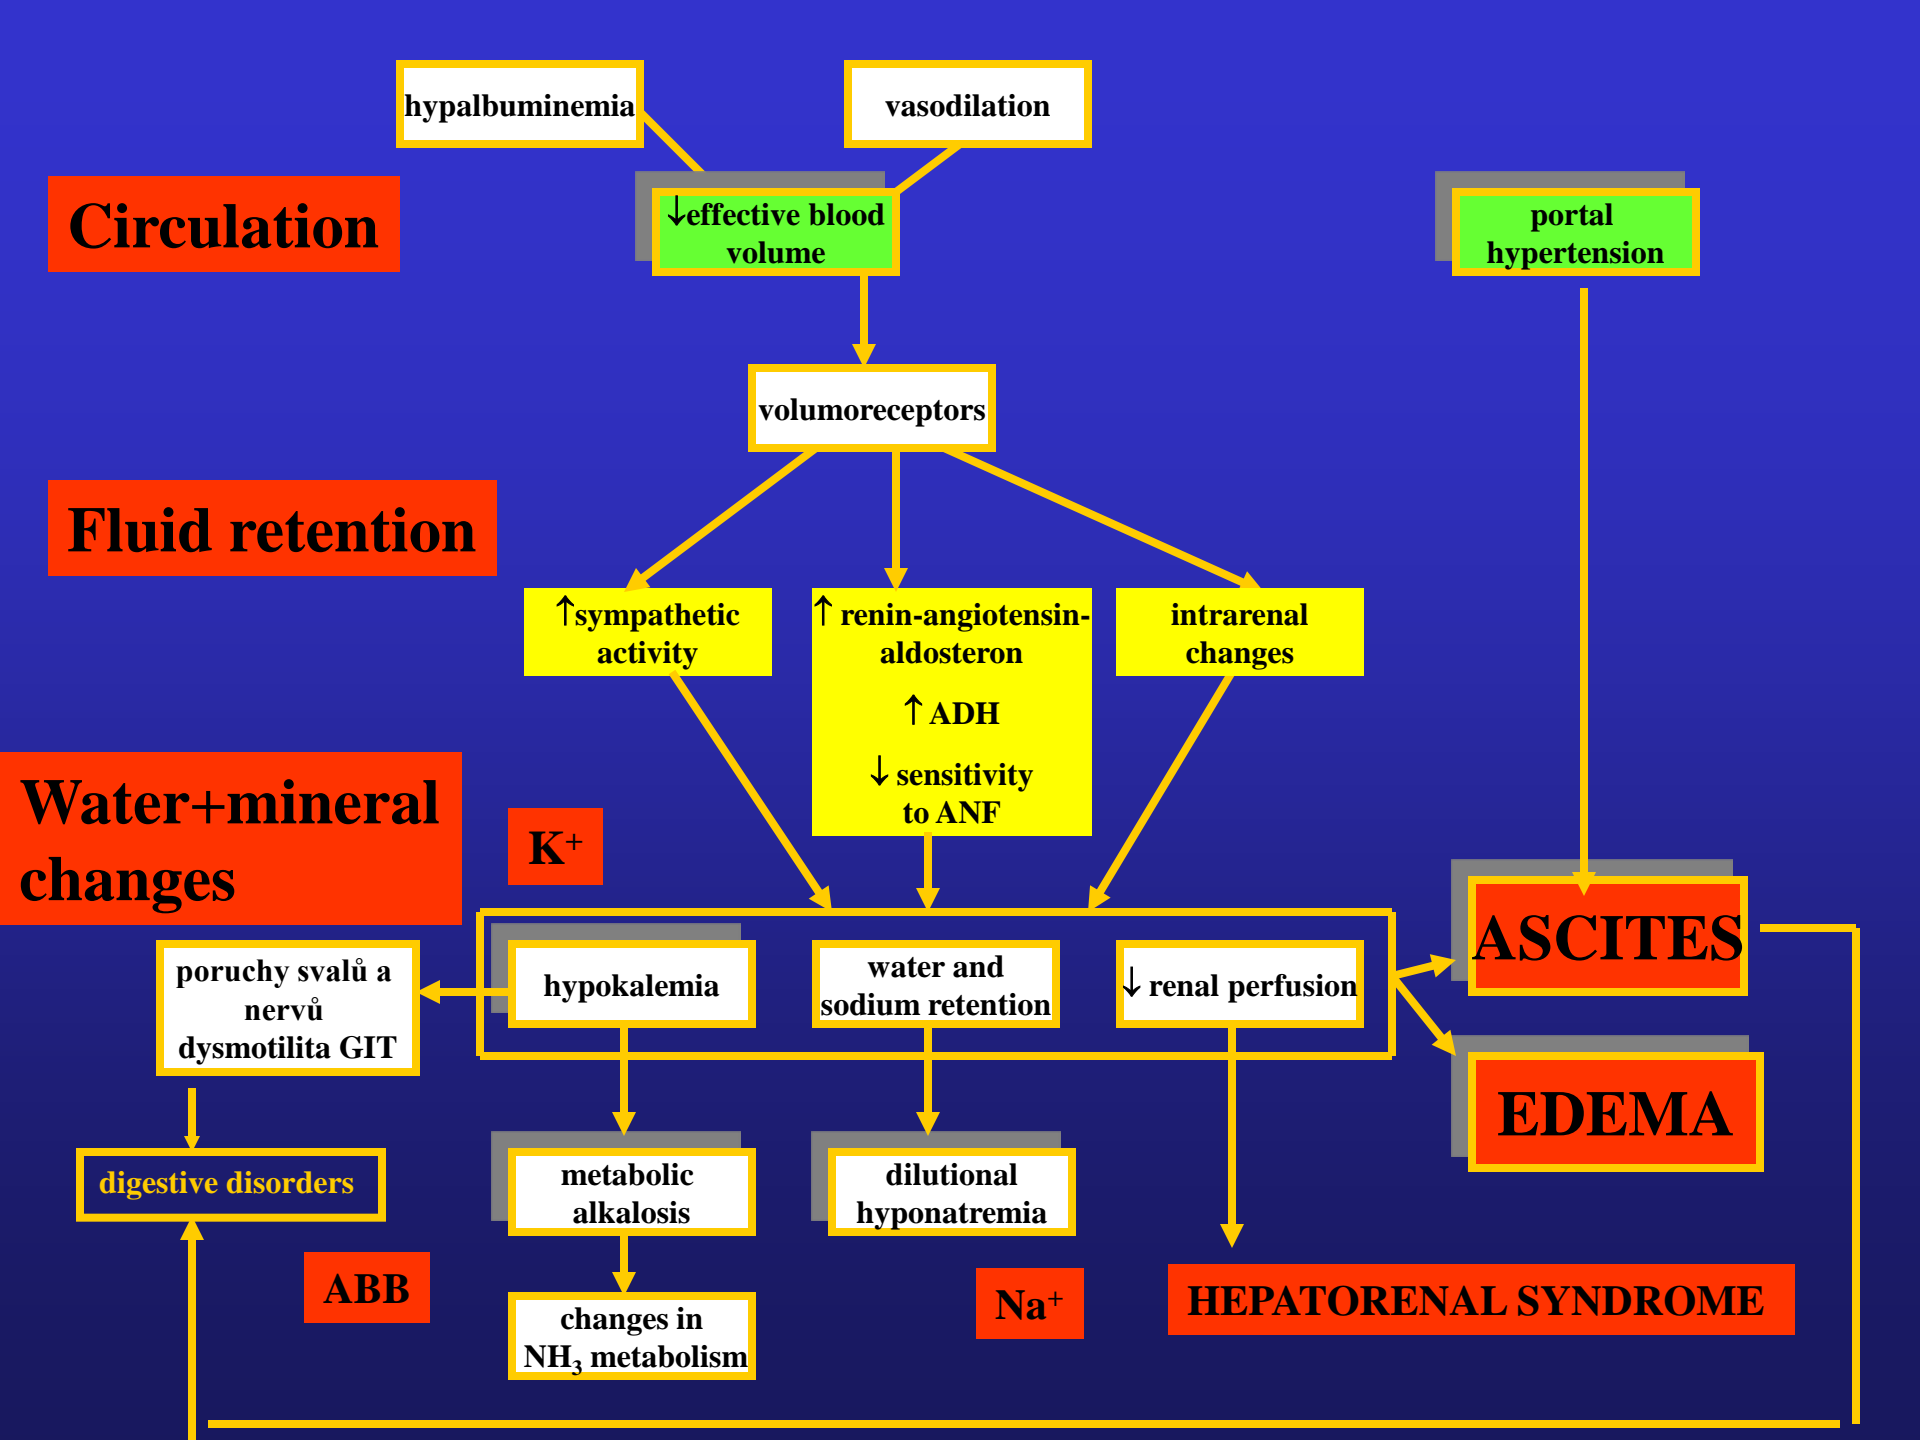 hypalbuminemia
vasodilation
Circulation
↓effective blood
volume
portal
hypertension
volumoreceptors
Fluid retention
↑sympathetic
activity
↑ renin-angiotensin-
aldosteron
↑ ADH
↓ sensitivity
to ANF
intrarenal
changes
Water+mineral
changes
K⁺
poruchy svalů a
nervů
dysmotilita GIT
hypokalemia
water and
sodium retention
↓ renal perfusion
ASCITES
EDEMA
digestive disorders
metabolic
alkalosis
dilutional
hyponatremia
ABB
changes in
NH₃ metabolism
Na⁺
HEPATORENAL SYNDROME